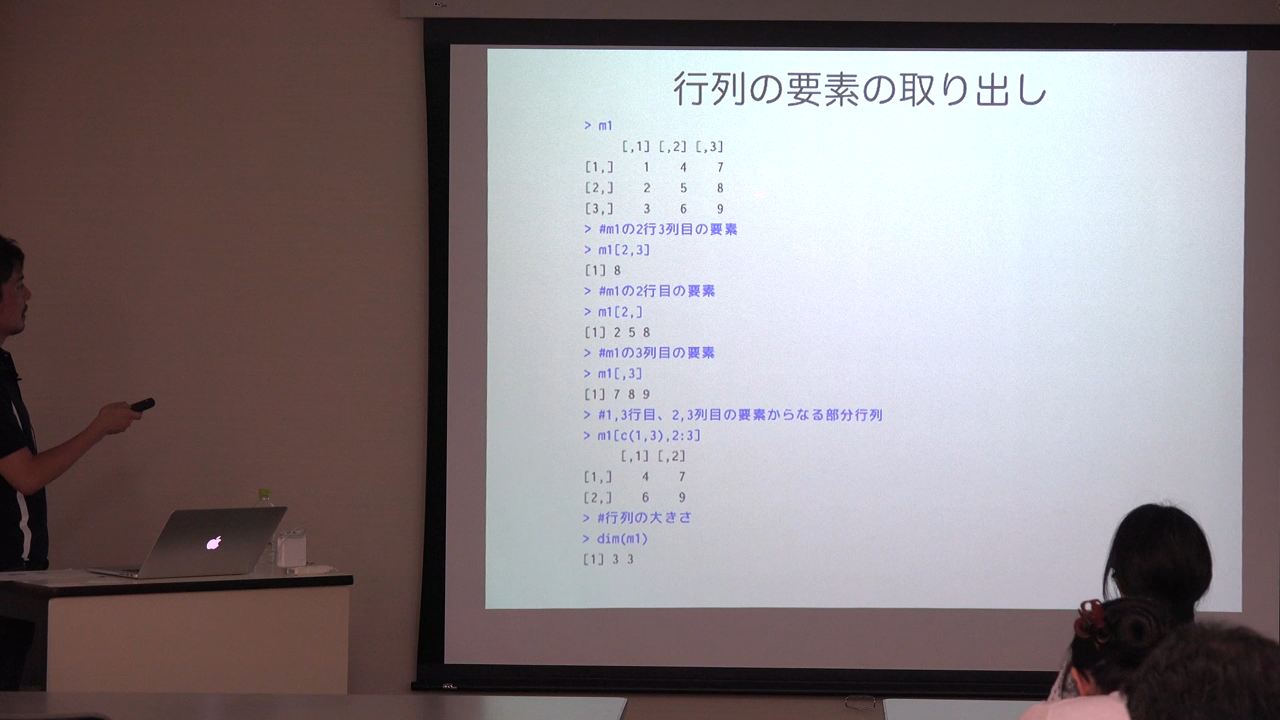 行列の要素の取り出し
> m1
[,1] [,2] [,3]
[1,] 1 4 7
[2,] 2 5 8
[3,] 3 6 9
> #m1の2行3列目の要素
> m1[2,3]
[1] 8
> #m1の2行目の要素
> m1[2,]
[1] 2 5 8
> #m1の3列目の要素
> m1[,3]
[1] 7 8 9
> #1,3行目、2,3列目の要素からなる部分行列
> m1[c(1,3),2:3]
[,1] [,2]
[1,] 4 7
[2,] 6 9
> #行列の大きさ
> dim(m1)
[1] 3 3